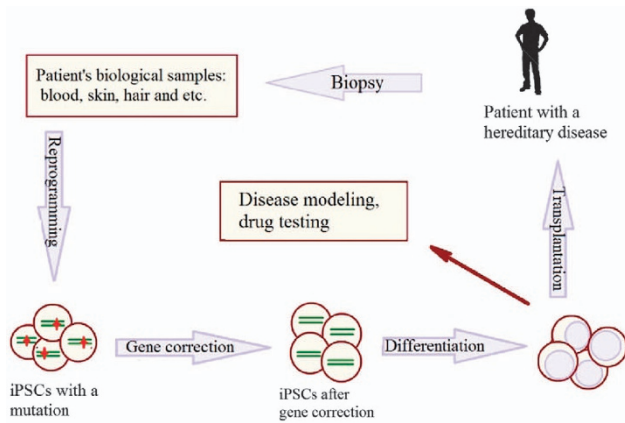 Patient's biological samples:
blood, skin, hair and etc.
Biopsy
Patient with a
hereditary disease
Reprogramming
Disease modeling,
drug testing
Transplantation
Gene correction
Differentiation
iPSCs with a
mutation
iPSCs after
gene correction